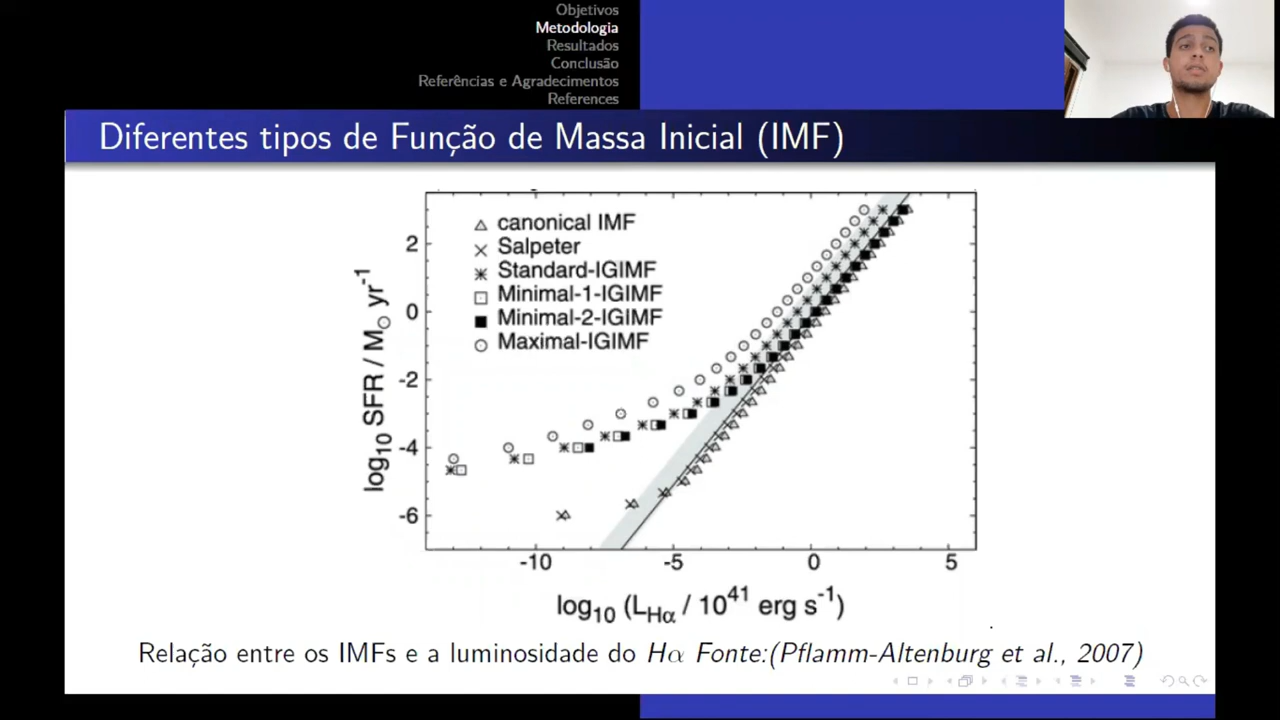 Objetivos
Metodologia
Resultados
Conclusão
Referências e Agradecimentos
References
Diferentes tipos de Função de Massa Inicial (IMF)
canonical IMF
Salpeter
Standard-IGIMF
Minimal-1-IGIMF
Minimal-2-IGIMF
Maximal-IGIMF
log₁₀ SFR / M☉ yr⁻¹
2
0
-2
-4
-6
-10 -5 0 5
log₁₀ (L_Hα / 10⁴¹ erg s⁻¹)
Relação entre os IMFs e a luminosidade do Hα Fonte:(Pflamm-Altenburg et al., 2007)